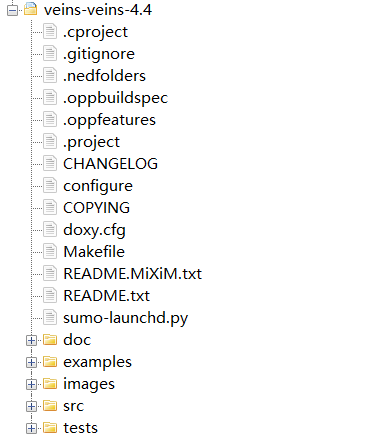 veins-veins-4.4
.cproject
.gitignore
.nedfolders
.oppbuildspec
.oppfeatures
.project
CHANGELOG
configure
COPYING
doxy.cfg
Makefile
README.MiXiM.txt
README.txt
sumo-launchd.py
doc
examples
images
src
tests